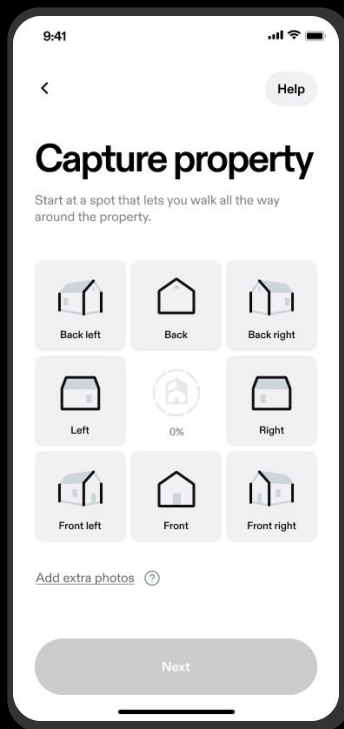 9:41
Help
Capture property
Start at a spot that lets you walk all the way
around the property.
Back left
Back
Back right
Left
0%
Right
Front left
Front
Front right
Add extra photos ?
Next